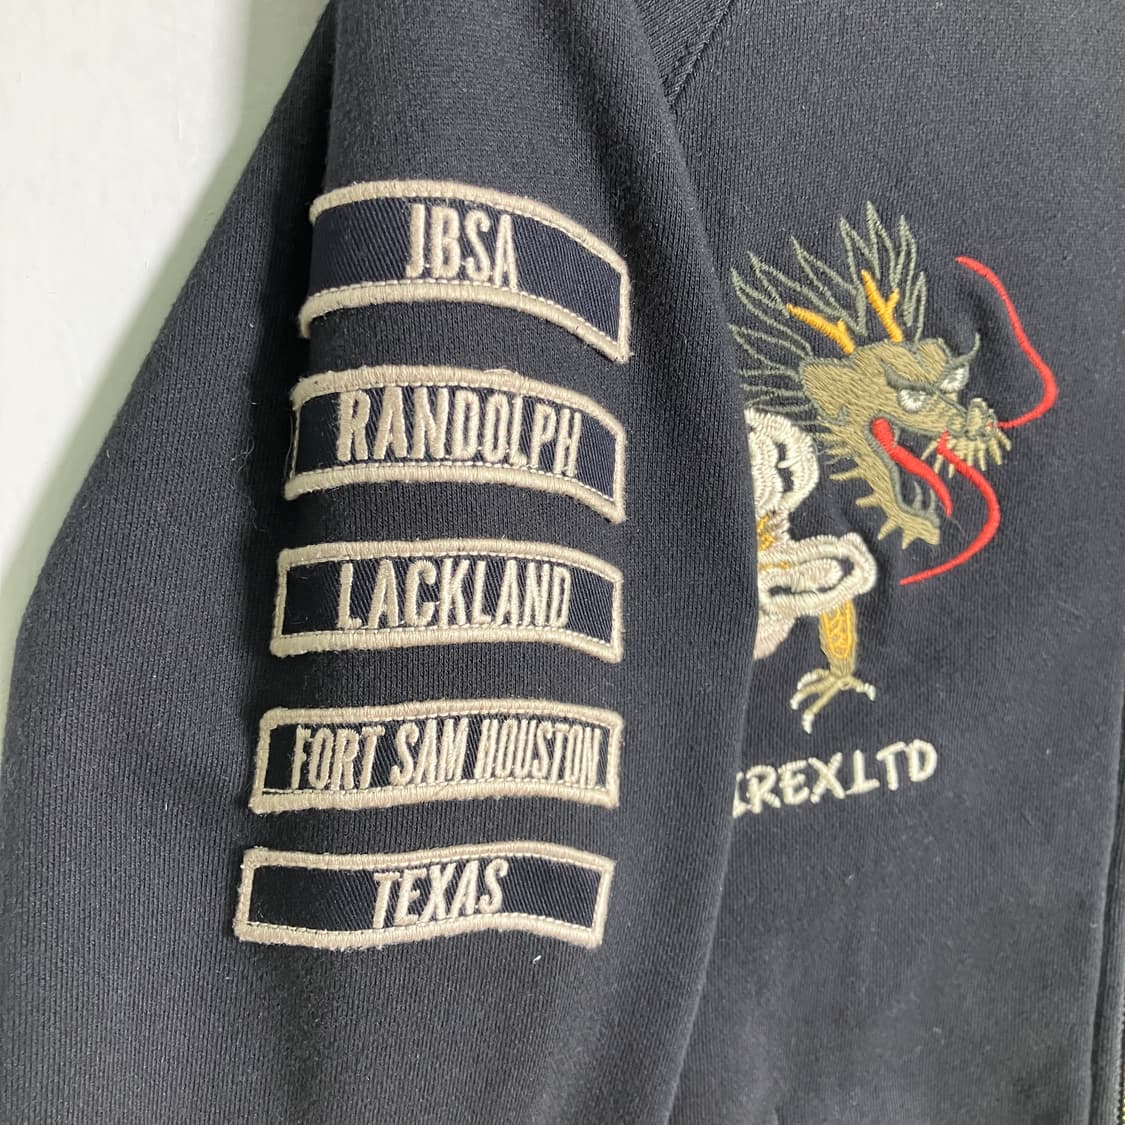 JBSA
RANDOLPH
LACKLAND
FORT SAM HOUSTON
TEXAS